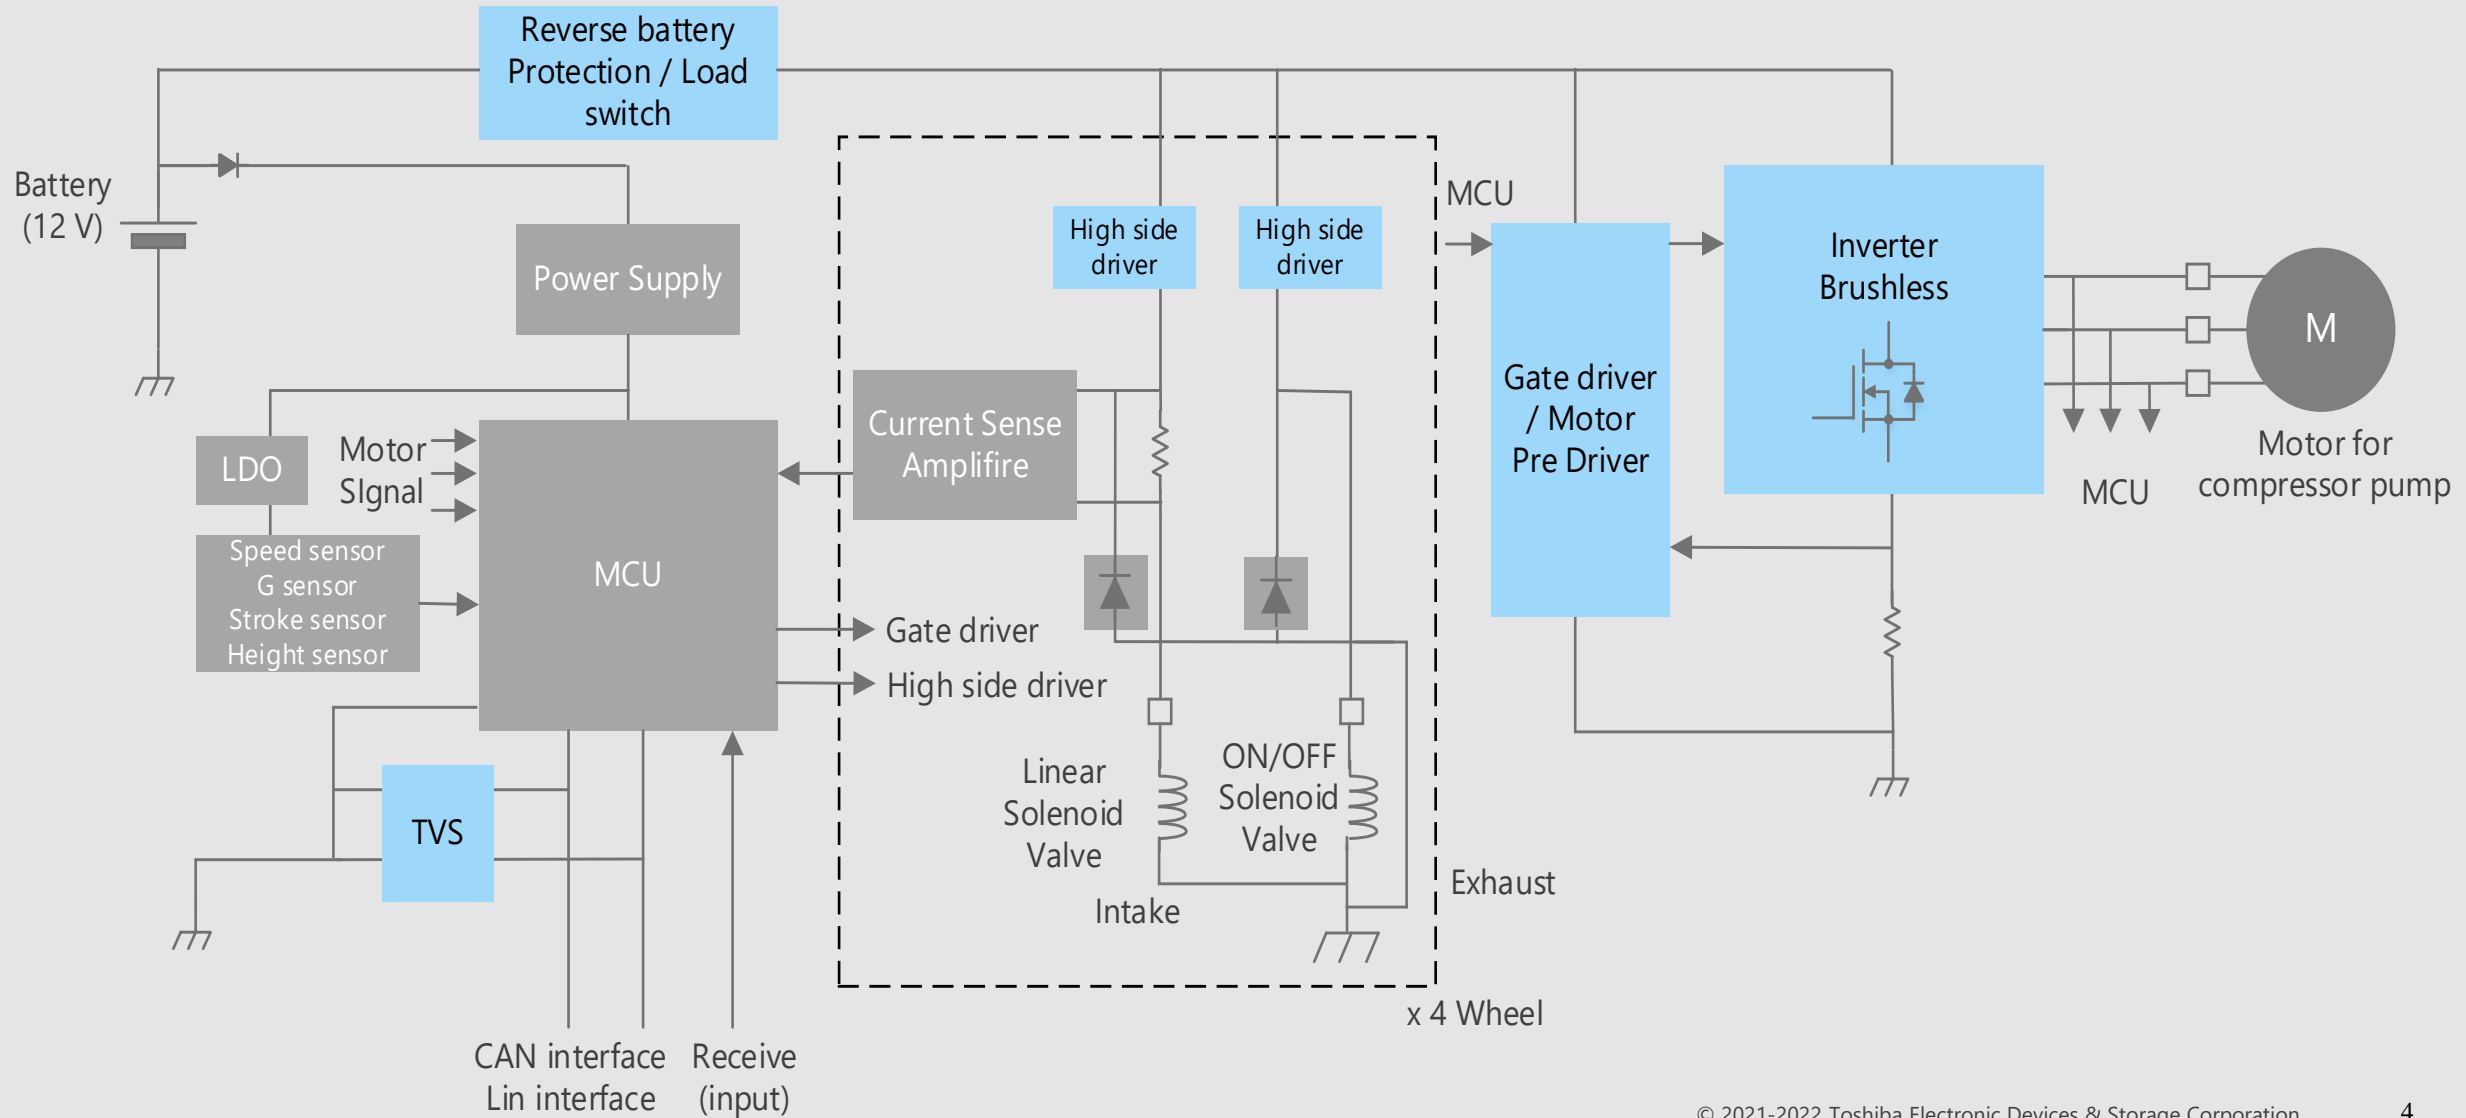 Reverse battery
Protection / Load
switch
Battery
(12 V)
Power Supply
High side
driver
High side
driver
MCU
Gate driver
/ Motor
Pre Driver
Inverter
Brushless
M
Motor for
compressor pump
MCU
LDO
Motor
SIgnal
Speed sensor
G sensor
Stroke sensor
Height sensor
MCU
Current Sense
Amplifire
Gate driver
High side driver
TVS
Linear
Solenoid
Valve
ON/OFF
Solenoid
Valve
Intake
Exhaust
x 4 Wheel
CAN interface
Lin interface
Receive
(input)
© 2021-2022 Toshiba Electronic Devices & Storage Corporation
4